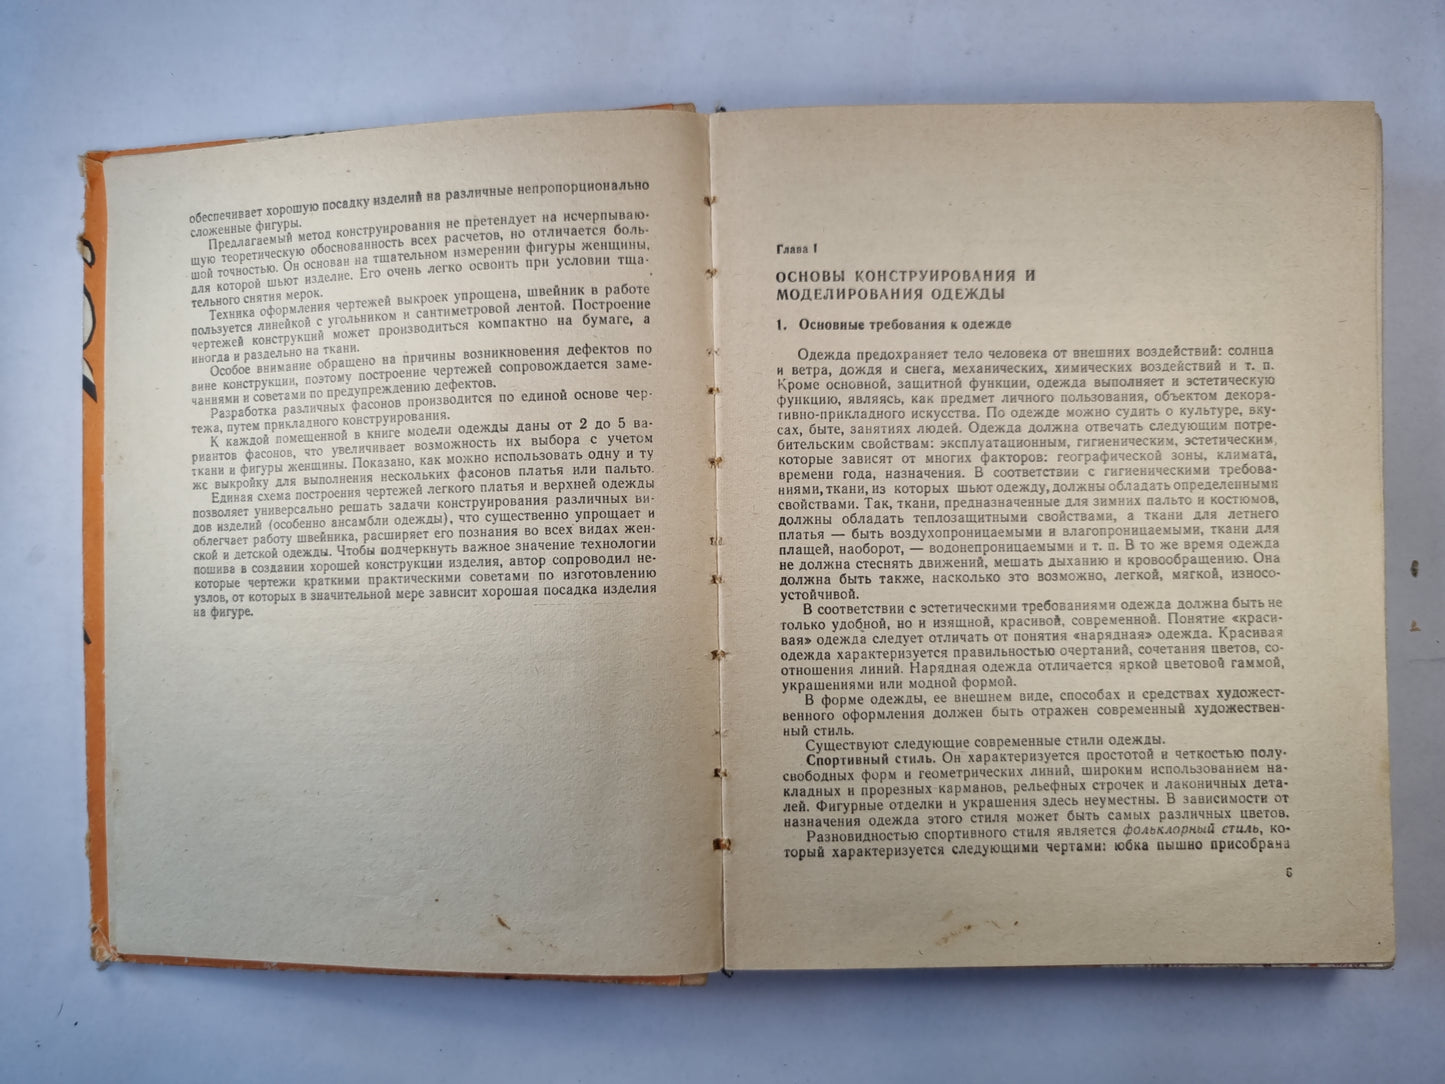 обеспечивает хорошую посадку изделий на различные непропорционально
сложенные фигуры.
Предлагаемый метод конструирования не претендует на исчерпываю-
щую теоретическую обоснованность всех расчетов, но отличается боль-
шой точностью. Он основан на тщательном измерении фигуры женщины,
для которой шьют изделие. Его очень легко освоить при условии тща-
тельного снятия мерок.
Техника оформления чертежей выкроек упрощена, швейник в работе
пользуется линейкой с угольником и сантиметровой лентой. Построение
чертежей конструкций может производиться компактно на бумаге, а
иногда и раздельно на ткани.
Особое внимание обращено на причины возникновения дефектов по
вине конструкции, поэтому построение чертежей сопровождается заме-
чаниями и советами по предупреждению дефектов.
Разработка различных фасонов производится по единой основе чер-
тежа, путем прикладного конструирования.
К каждой помещенной в книге модели одежды даны от 2 до 5 ва-
риантов фасонов, что увеличивает возможность их выбора с учетом
ткани и фигуры женщины. Показано, как можно использовать одну и ту
же выкройку для выполнения нескольких фасонов платья или пальто.
Единая схема построения чертежей легкого платья и верхней одежды
позволяет универсально решать задачи конструирования различных ви-
дов изделий (особенно ансамбли одежды), что существенно упрощает и
облегчает работу швейника, расширяет его познания во всех видах жен-
ской и детской одежды. Чтобы подчеркнуть важное значение технологии
пошива в создании хорошей конструкции изделия, автор сопроводил не-
которые чертежи краткими практическими советами по изготовлению
узлов, от которых в значительной мере зависит хорошая посадка изделия
на фигуре.
Глава I
ОСНОВЫ КОНСТРУИРОВАНИЯ И
МОДЕЛИРОВАНИЯ ОДЕЖДЫ
1. Основные требования к одежде
Одежда предохраняет тело человека от внешних воздействий: солнца
и ветра, дождя и снега, механических, химических воздействий и т. п.
Кроме основной, защитной функции, одежда выполняет и эстетическую
функцию, являясь, как предмет личного пользования, объектом декора-
тивно-прикладного искусства. По одежде можно судить о культуре, вку-
сах, быте, занятиях людей. Одежда должна отвечать следующим потре-
бительским свойствам: эксплуатационным, гигиеническим, эстетическим,
которые зависят от многих факторов: географической зоны, климата,
времени года, назначения. В соответствии с гигиеническими требова-
ниями, ткани, из которых шьют одежду, должны обладать определенными
свойствами. Так, ткани, предназначенные для зимних пальто и костюмов,
должны обладать теплозащитными свойствами, а ткани для летнего
платья — быть воздухопроницаемыми и влагопроницаемыми, ткани для
плащей, наоборот, — водонепроницаемыми и т. п. В то же время одежда
не должна стеснять движений, мешать дыханию и кровообращению. Она
должна быть также, насколько это возможно, легкой, мягкой, износо-
устойчивой.
В соответствии с эстетическими требованиями одежда должна быть не
только удобной, но и изящной, красивой, современной. Понятие «краси-
вая» одежда следует отличать от понятия «нарядная» одежда. Красивая
одежда характеризуется правильностью очертаний, сочетания цветов, со-
отношения линий. Нарядная одежда отличается яркой цветовой гаммой,
украшениями или модной формой.
В форме одежды, ее внешнем виде, способах и средствах художест-
венного оформления должен быть отражен современный художествен-
ный стиль.
Существуют следующие современные стили одежды.
Спортивный стиль. Он характеризуется простотой и четкостью полу-
свободных форм и геометрических линий, широким использованием на-
кладных и прорезных карманов, рельефных строчек и лаконичных дета-
лей. Фигурные отделки и украшения здесь неуместны. В зависимости от
назначения одежда этого стиля может быть самых различных цветов.
Разновидностью спортивного стиля является фольклорный стиль, ко-
торый характеризуется следующими чертами: юбка пышно присобрана